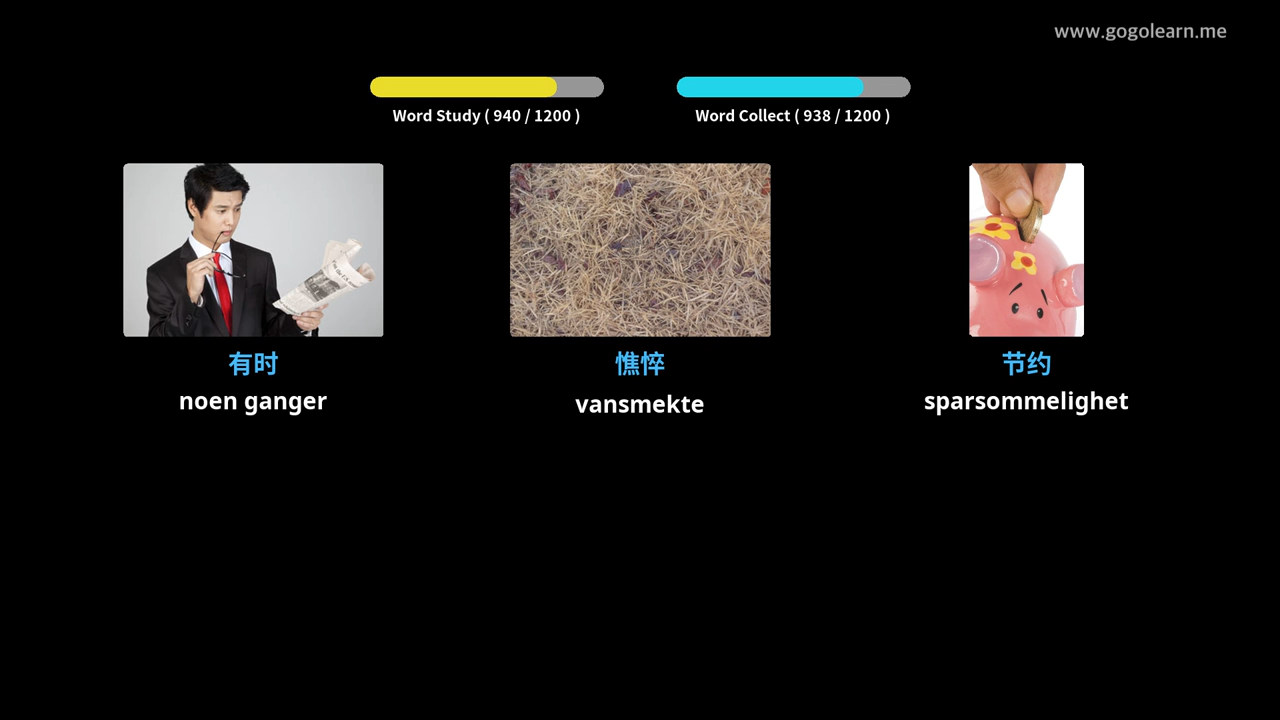 www.gogolearn.me
Word Study ( 940 / 1200 )
Word Collect ( 938 / 1200 )
有时
憔悴
节约
noen ganger
vansmekte
sparsommelighet